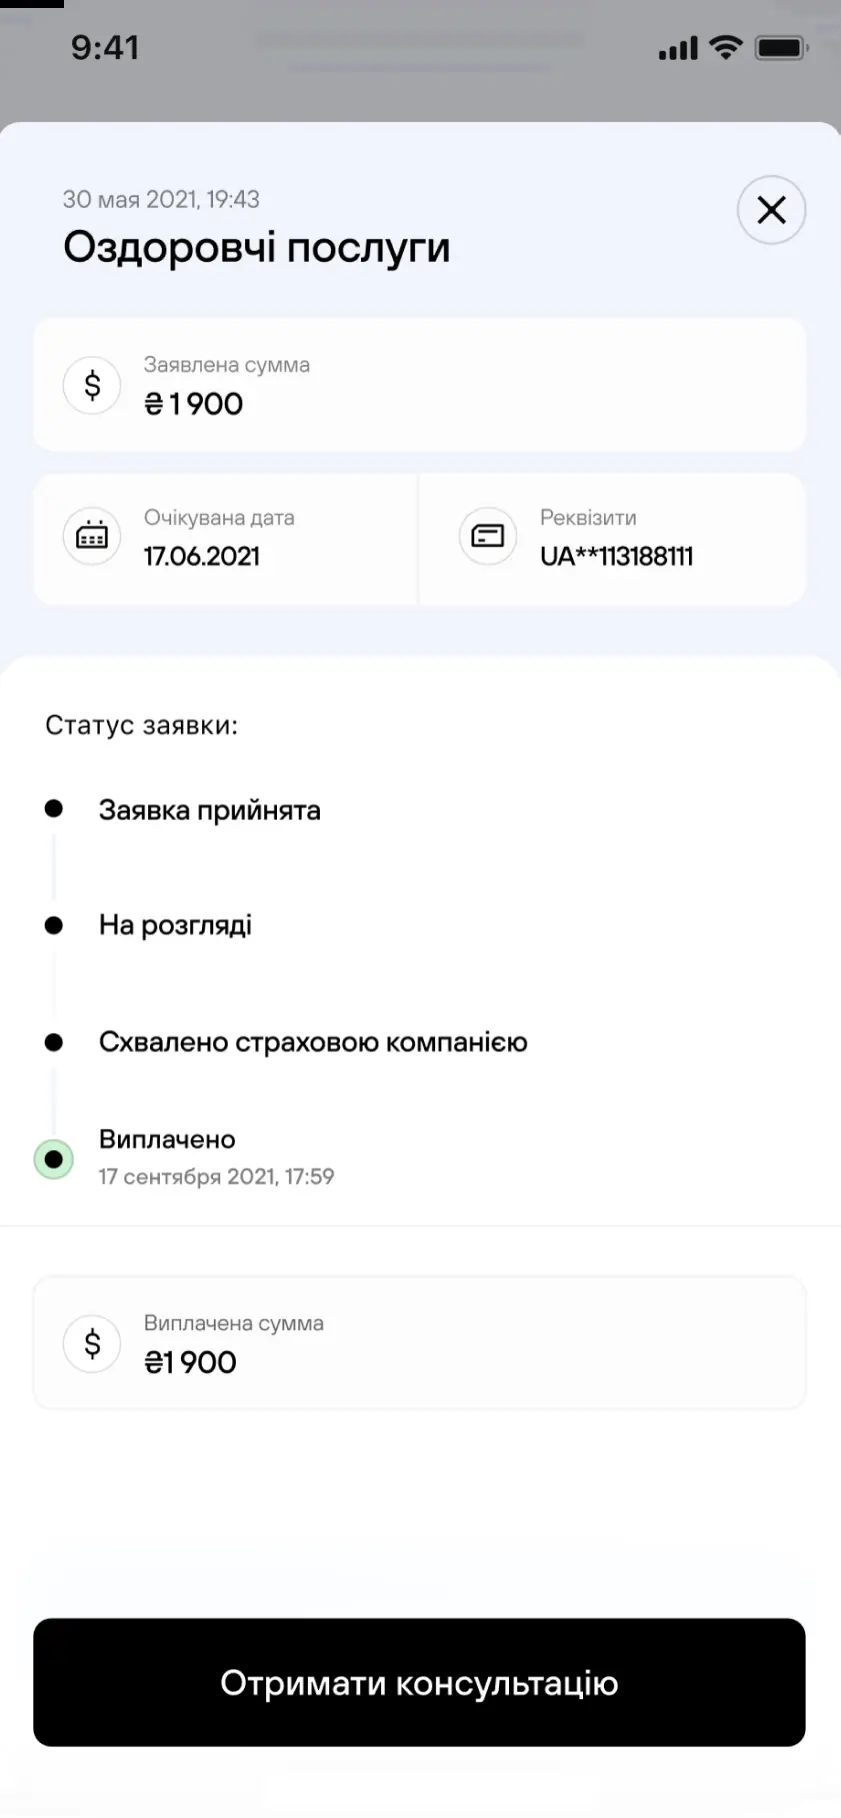 9:41
30 мая 2021, 19:43
Оздоровчі послуги
$
Заявлена сумма
₴ 1 900
Очікувана дата
17.06.2021
Реквізити
UA**113188111
Статус заявки:
Заявка прийнята
На розгляді
Схвалено страховою компанією
Виплачено
17 сентября 2021, 17:59
$
Виплачена сумма
₴1 900
Отримати консультацію